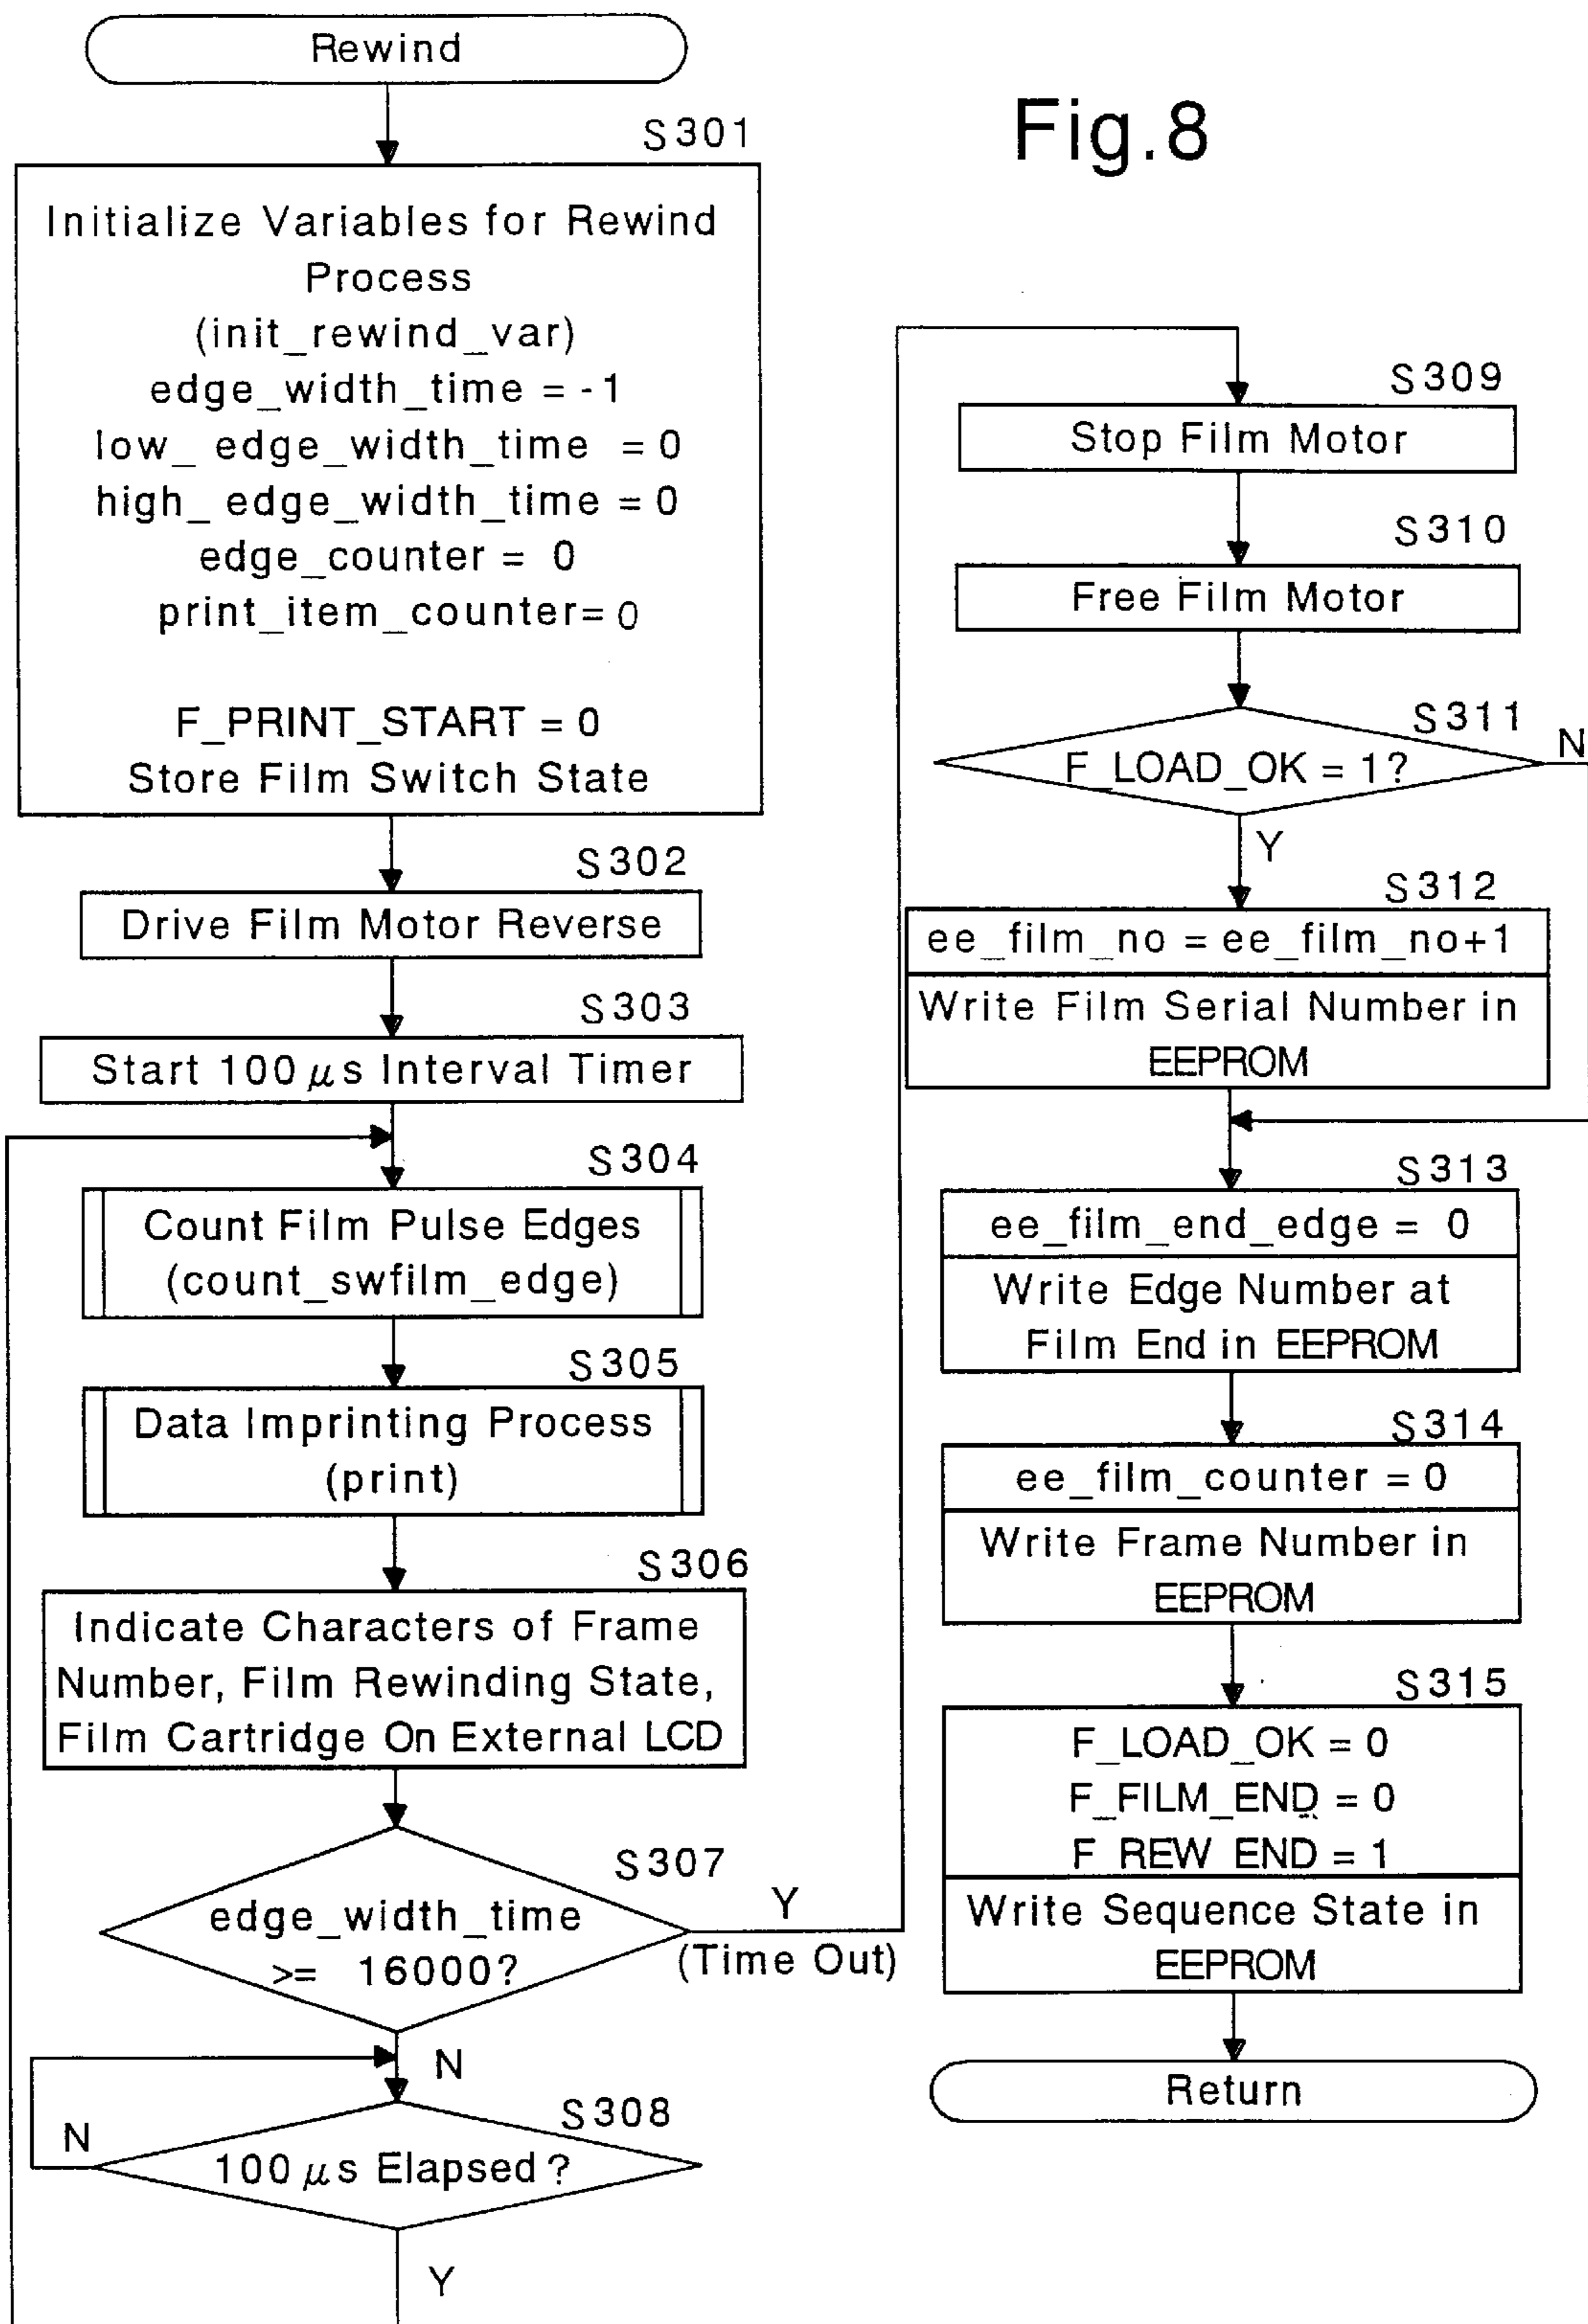 Rewind
Fig.8
S301
Initialize Variables for Rewind
Process
(init_rewind_var)
edge_width_time = -1
low_ edge_width_time = 0
high_ edge_width_time = 0
edge_counter = 0
print_item_counter= 0
F_PRINT_START = 0
Store Film Switch State
S302
Drive Film Motor Reverse
S303
Start 100 μs Interval Timer
S304
Count Film Pulse Edges
(count_swfilm_edge)
S305
Data Imprinting Process
(print)
S306
Indicate Characters of Frame
Number, Film Rewinding State,
Film Cartridge On External LCD
S307
edge_width_time
>= 16000?
Y
(Time Out)
N
S308
N
100 μs Elapsed ?
Y
S309
Stop Film Motor
S310
Free Film Motor
S311
F_LOAD_OK = 1?
N
Y
S312
ee_film_no = ee_film_no+1
Write Film Serial Number in
EEPROM
S313
ee_film_end_edge = 0
Write Edge Number at
Film End in EEPROM
S314
ee_film_counter = 0
Write Frame Number in
EEPROM
S315
F_LOAD_OK = 0
F_FILM_END = 0
F_REW_END = 1
Write Sequence State in
EEPROM
Return